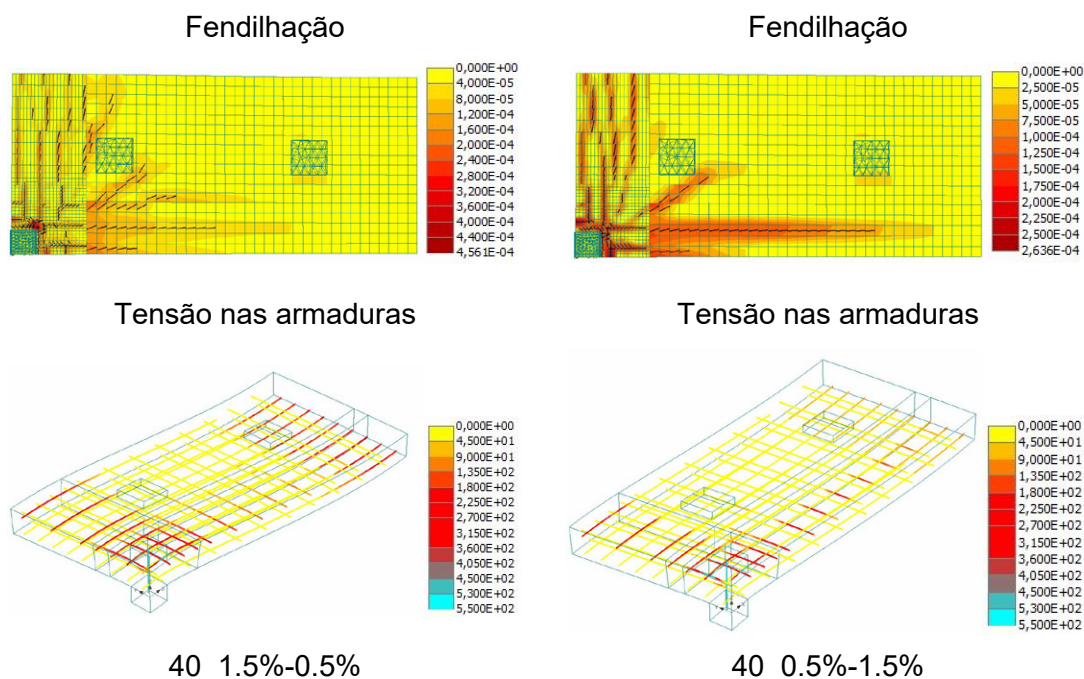 Fendilhação
Fendilhação
0,000E+00
4,000E-05
8,000E-05
1,200E-04
1,600E-04
2,000E-04
2,400E-04
2,800E-04
3,200E-04
3,600E-04
4,000E-04
4,400E-04
4,561E-04
0,000E+00
2,500E-05
5,000E-05
7,500E-05
1,000E-04
1,250E-04
1,500E-04
1,750E-04
2,000E-04
2,250E-04
2,500E-04
2,636E-04
Tensão nas armaduras
Tensão nas armaduras
0,000E+00
4,500E+01
9,000E+01
1,350E+02
1,800E+02
2,250E+02
2,700E+02
3,150E+02
3,600E+02
4,050E+02
4,500E+02
5,300E+02
5,500E+02
0,000E+00
4,500E+01
9,000E+01
1,350E+02
1,800E+02
2,250E+02
2,700E+02
3,150E+02
3,600E+02
4,050E+02
4,500E+02
5,300E+02
5,500E+02
40_1.5%-0.5%
40_0.5%-1.5%